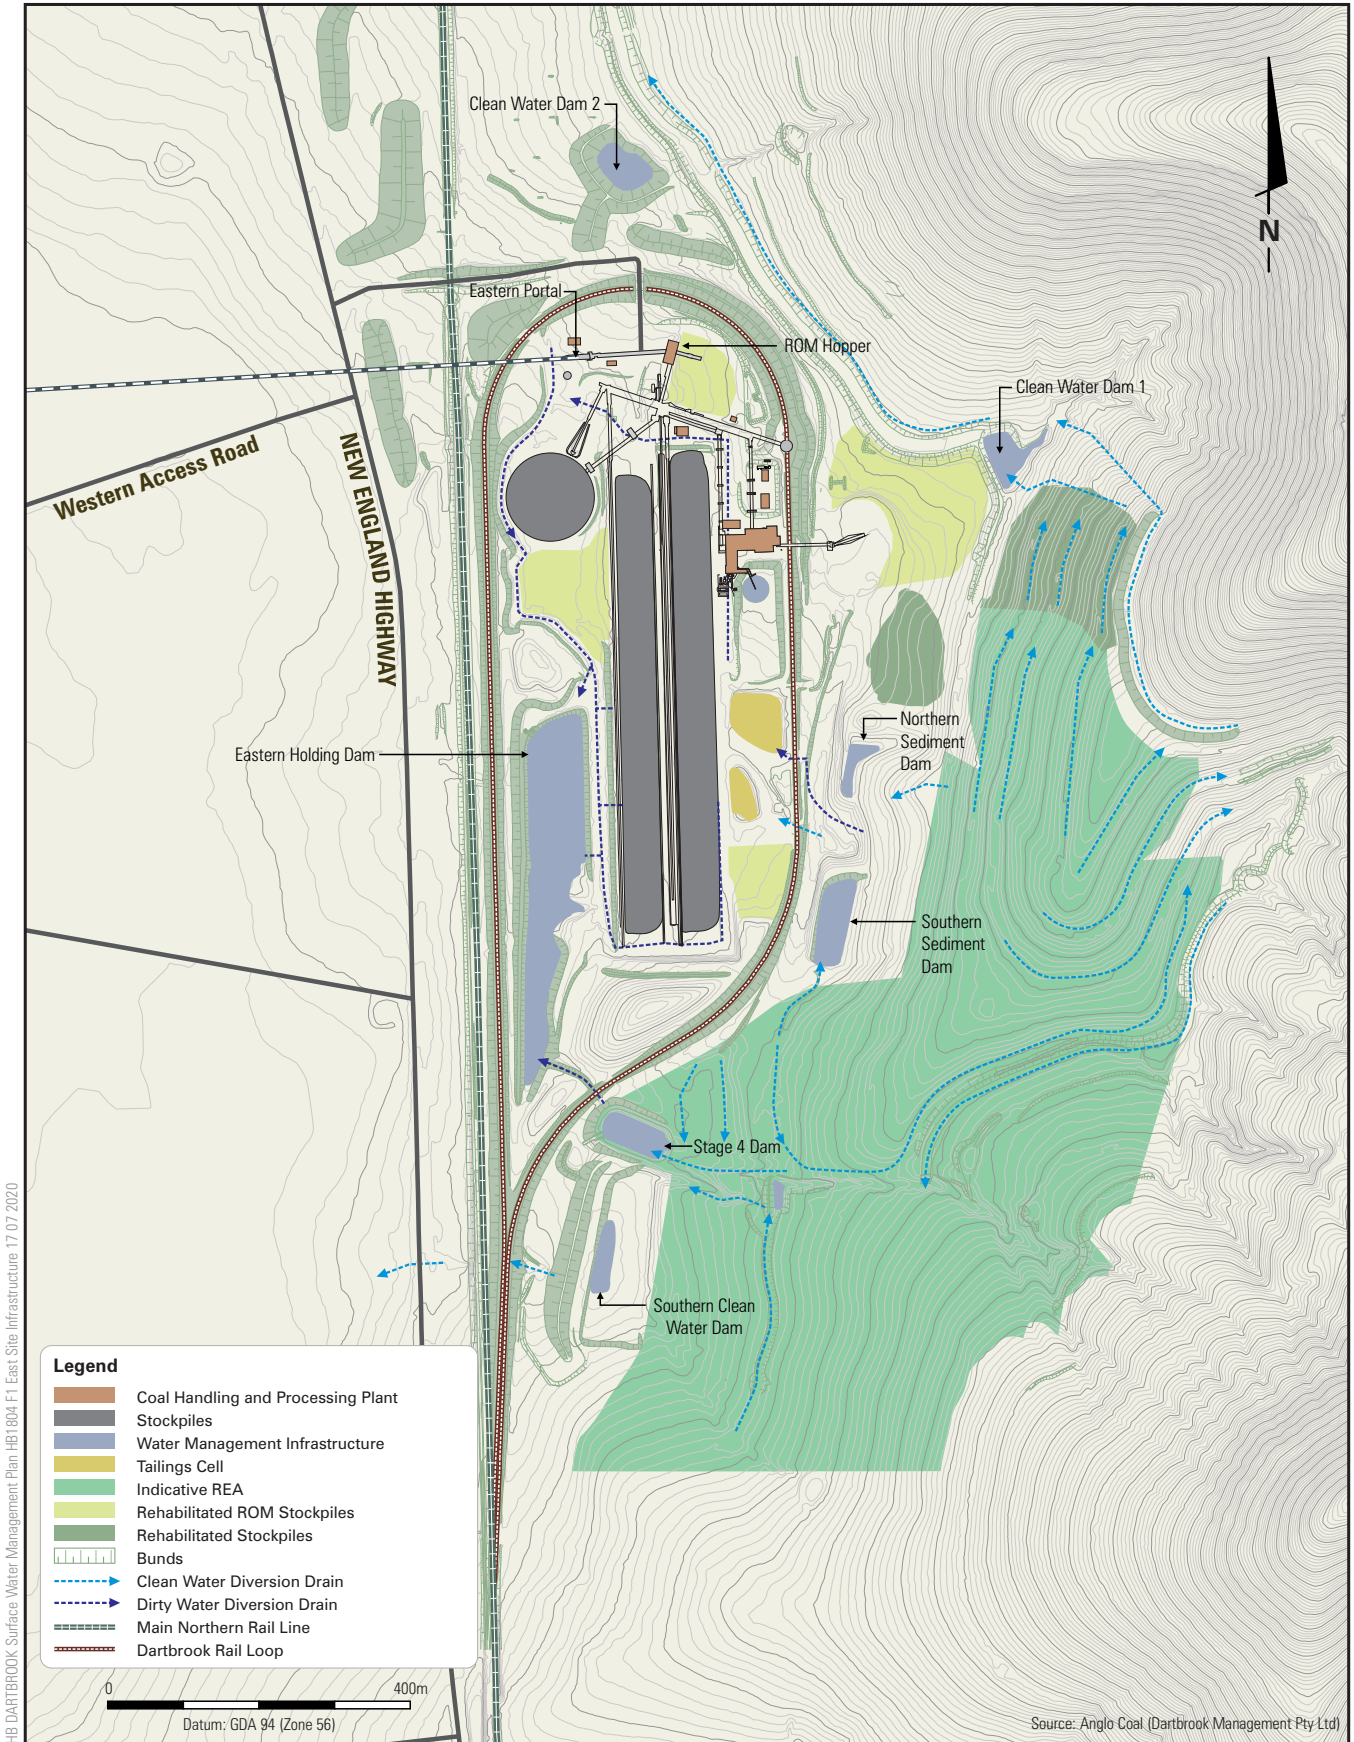 Clean Water Dam 2
N
Eastern Portal
ROM Hopper
Clean Water Dam 1
Western Access Road
NEW ENGLAND HIGHWAY
Northern
Sediment
Dam
Eastern Holding Dam
Southern
Sediment
Dam
Stage 4 Dam
Southern Clean
Water Dam
Legend
Coal Handling and Processing Plant
Stockpiles
Water Management Infrastructure
Tailings Cell
Indicative REA
Rehabilitated ROM Stockpiles
Rehabilitated Stockpiles
Bunds
Clean Water Diversion Drain
Dirty Water Diversion Drain
Main Northern Rail Line
Dartbrook Rail Loop
0 400m
Datum: GDA 94 (Zone 56)
Source: Anglo Coal (Dartbrook Management Pty Ltd)
HB DARTBROOK Surface Water Management Plan HB1804 F1 East Site Infrastructure 17 07 2020